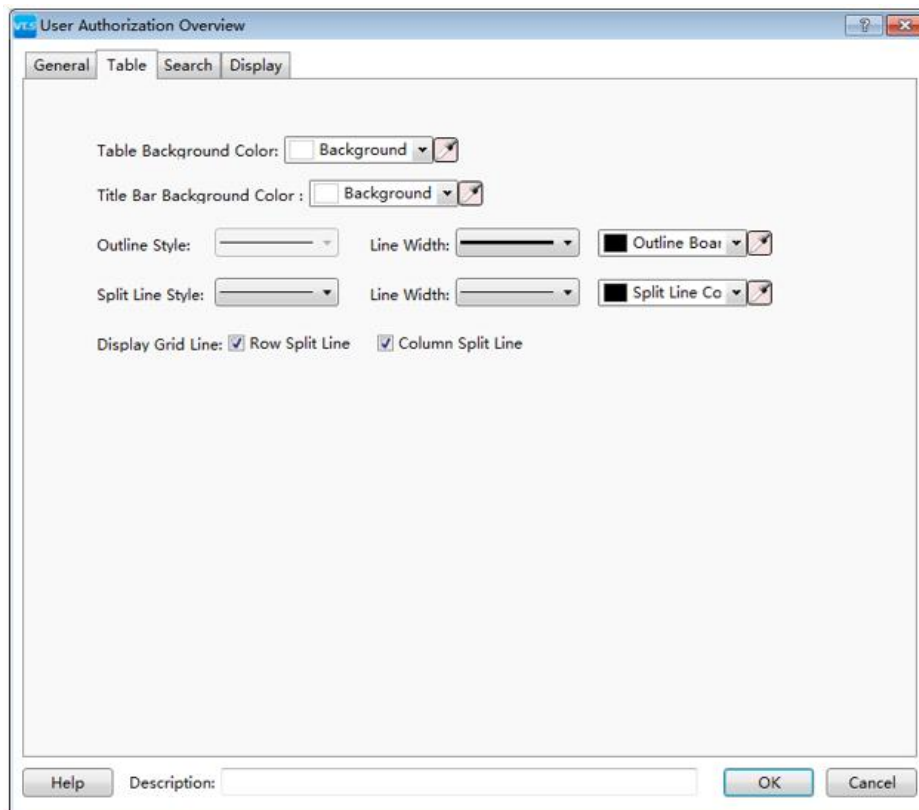 VT5 User Authorization Overview
General Table Search Display
Table Background Color: Background
Title Bar Background Color : Background
Outline Style: Line Width: Outline Boar
Split Line Style: Line Width: Split Line Co
Display Grid Line: Row Split Line Column Split Line
Help Description: OK Cancel